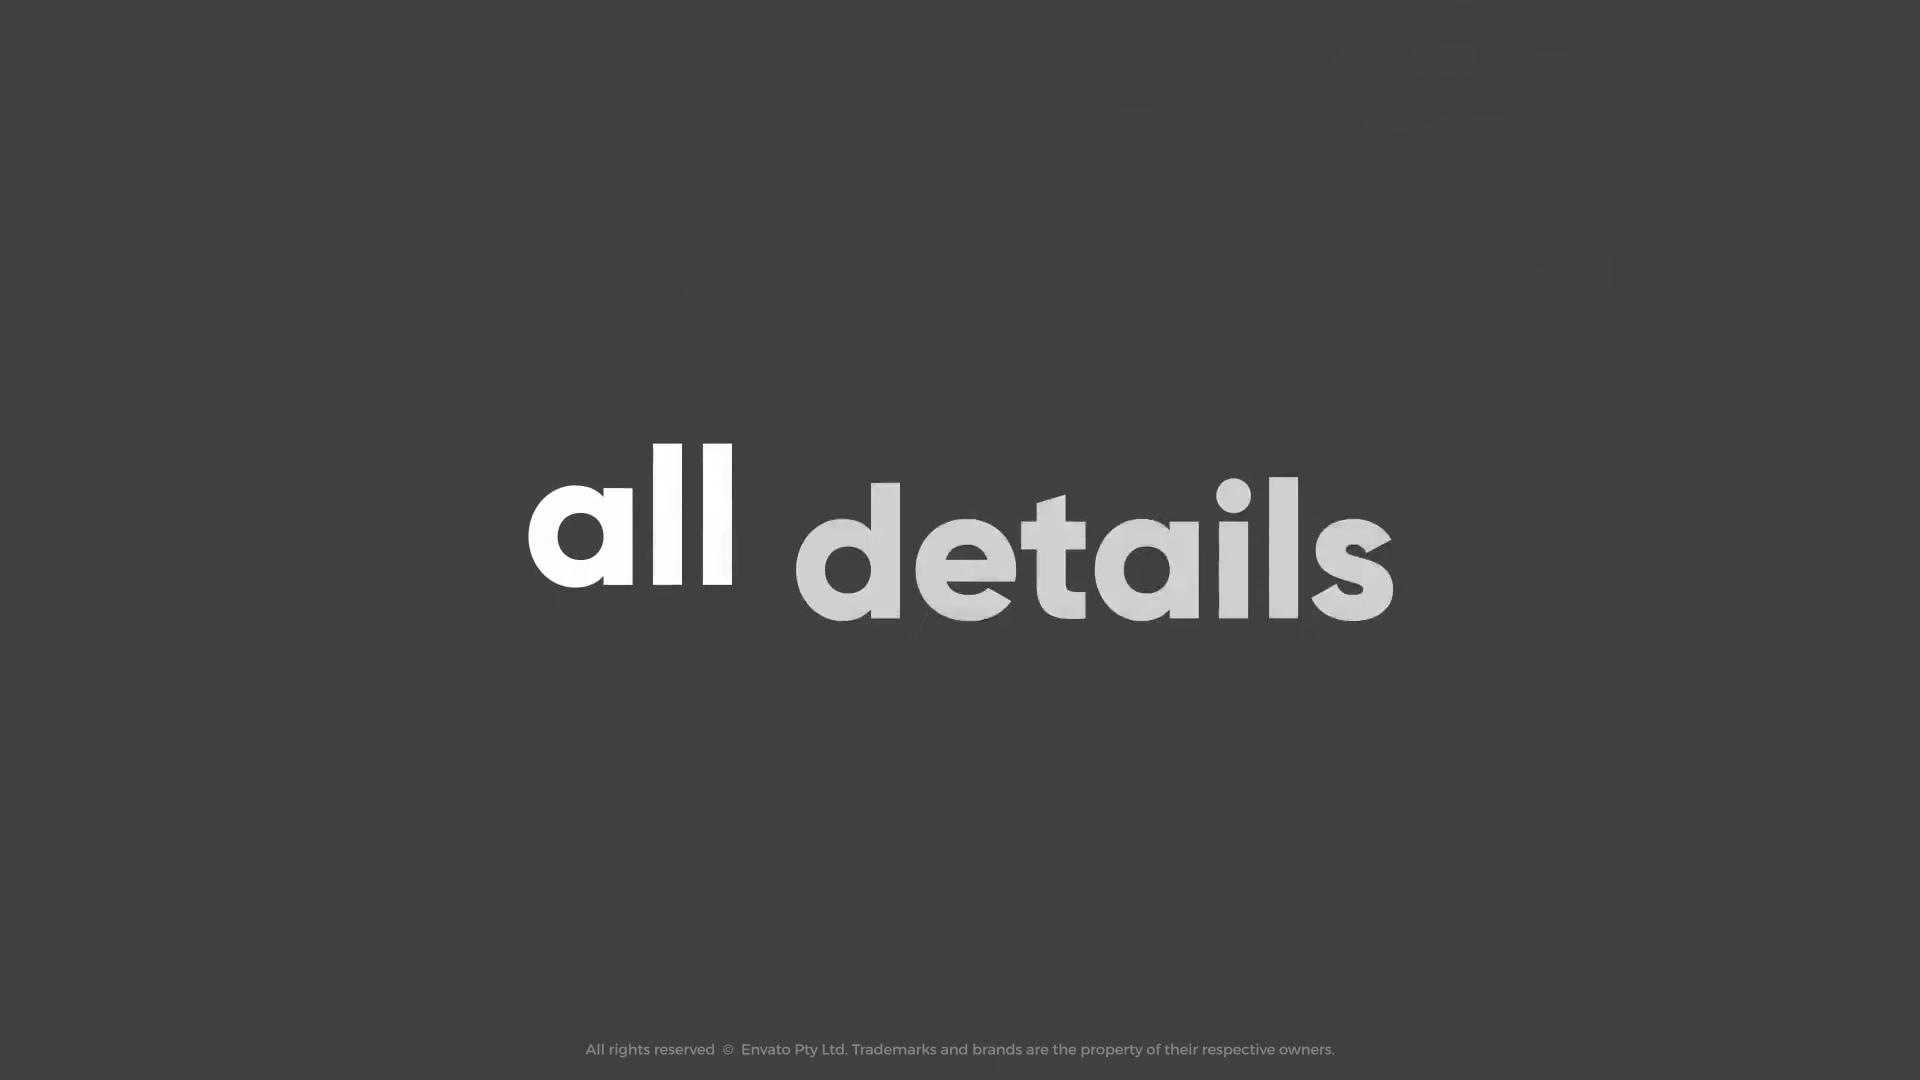 all details
All rights reserved © Envato Pty Ltd. Trademarks and brands are the property of their respective owners.